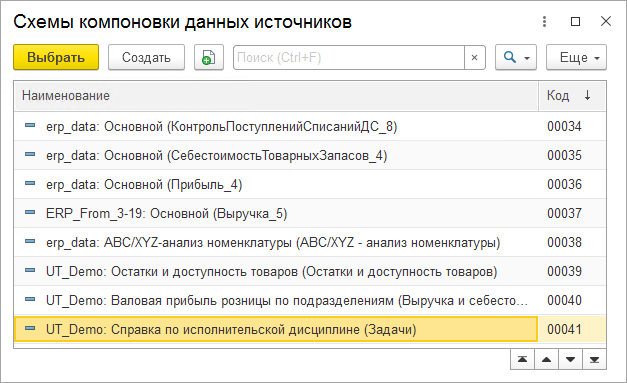 Схемы компоновки данных источников
Выбрать Создать Поиск (Ctrl+F) × Еще
Наименование Код ↓
erp_data: Основной (КонтрольПоступленийСписанийДС_8) 00034
erp_data: Основной (СебестоимостьТоварныхЗапасов_4) 00035
erp_data: Основной (Прибыль_4) 00036
ERP_From_3-19: Основной (Выручка_5) 00037
erp_data: ABC/XYZ-анализ номенклатуры (ABC/XYZ - анализ номенклатуры) 00038
UT_Demo: Остатки и доступность товаров (Остатки и доступность товаров) 00039
UT_Demo: Валовая прибыль розницы по подразделениям (Выручка и себесто... 00040
UT_Demo: Справка по исполнительской дисциплине (Задачи) 00041